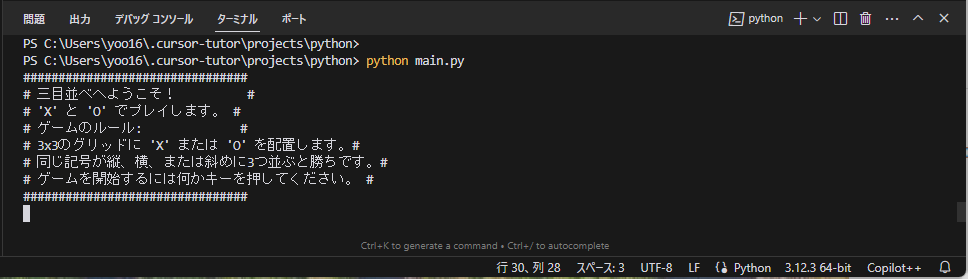 問題 出力 デバッグ コンソール ターミナル ポート python
PS C:\Users\yoo16\.cursor-tutor\projects\python>
PS C:\Users\yoo16\.cursor-tutor\projects\python> python main.py
################################
# 三目並べへようこそ！ #
# 'X' と 'O' でプレイします。 #
# ゲームのルール: #
# 3x3のグリッドに 'X' または 'O' を配置します。#
# 同じ記号が縦、横、または斜めに3つ並ぶと勝ちです。#
# ゲームを開始するには何かキーを押してください。 #
################################
Ctrl+K to generate a command • Ctrl+/ to autocomplete
行 30、列 28 スペース: 3 UTF-8 LF Python 3.12.3 64-bit Copilot++